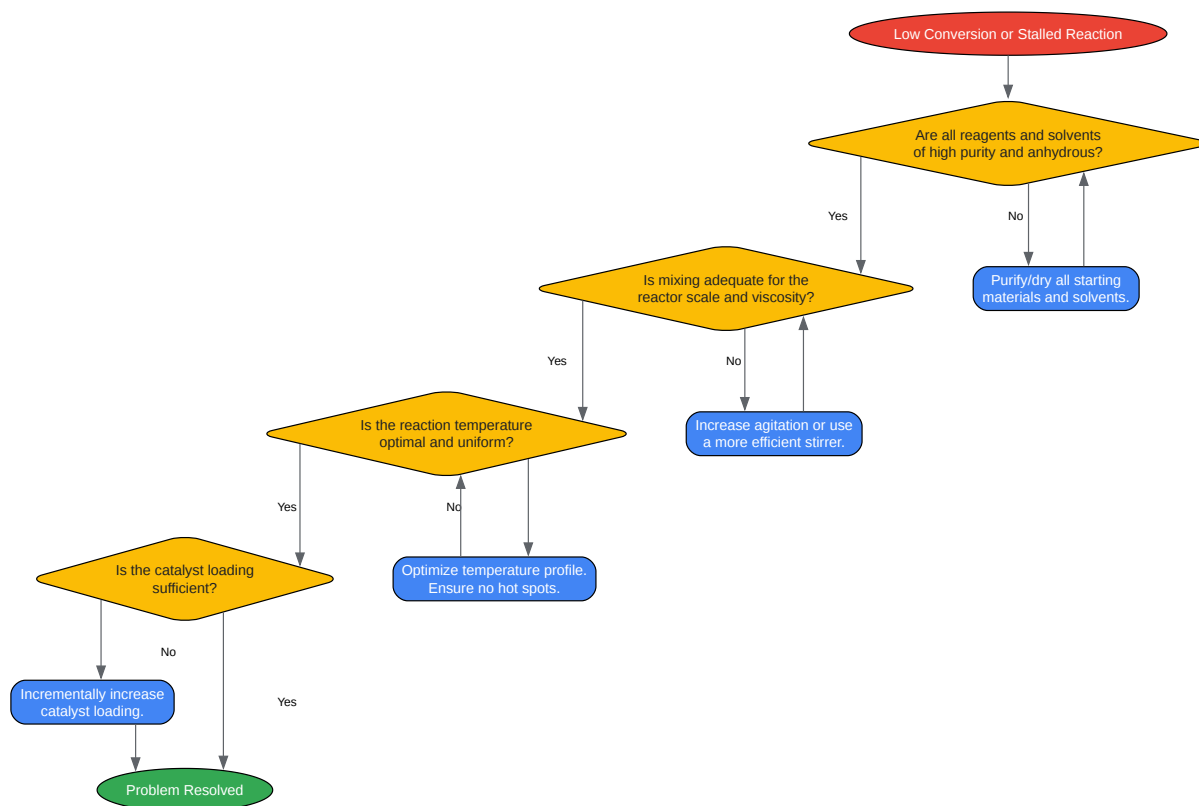 Low Conversion or Stalled Reaction
Are all reagents and solvents
of high purity and anhydrous?
Yes
No
Is mixing adequate for the
reactor scale and viscosity?
Purify/dry all starting
materials and solvents.
Yes
No
Is the reaction temperature
optimal and uniform?
Increase agitation or use
a more efficient stirrer.
Yes
No
Is the catalyst loading
sufficient?
Optimize temperature profile.
Ensure no hot spots.
No
Incrementally increase
catalyst loading.
Yes
Problem Resolved